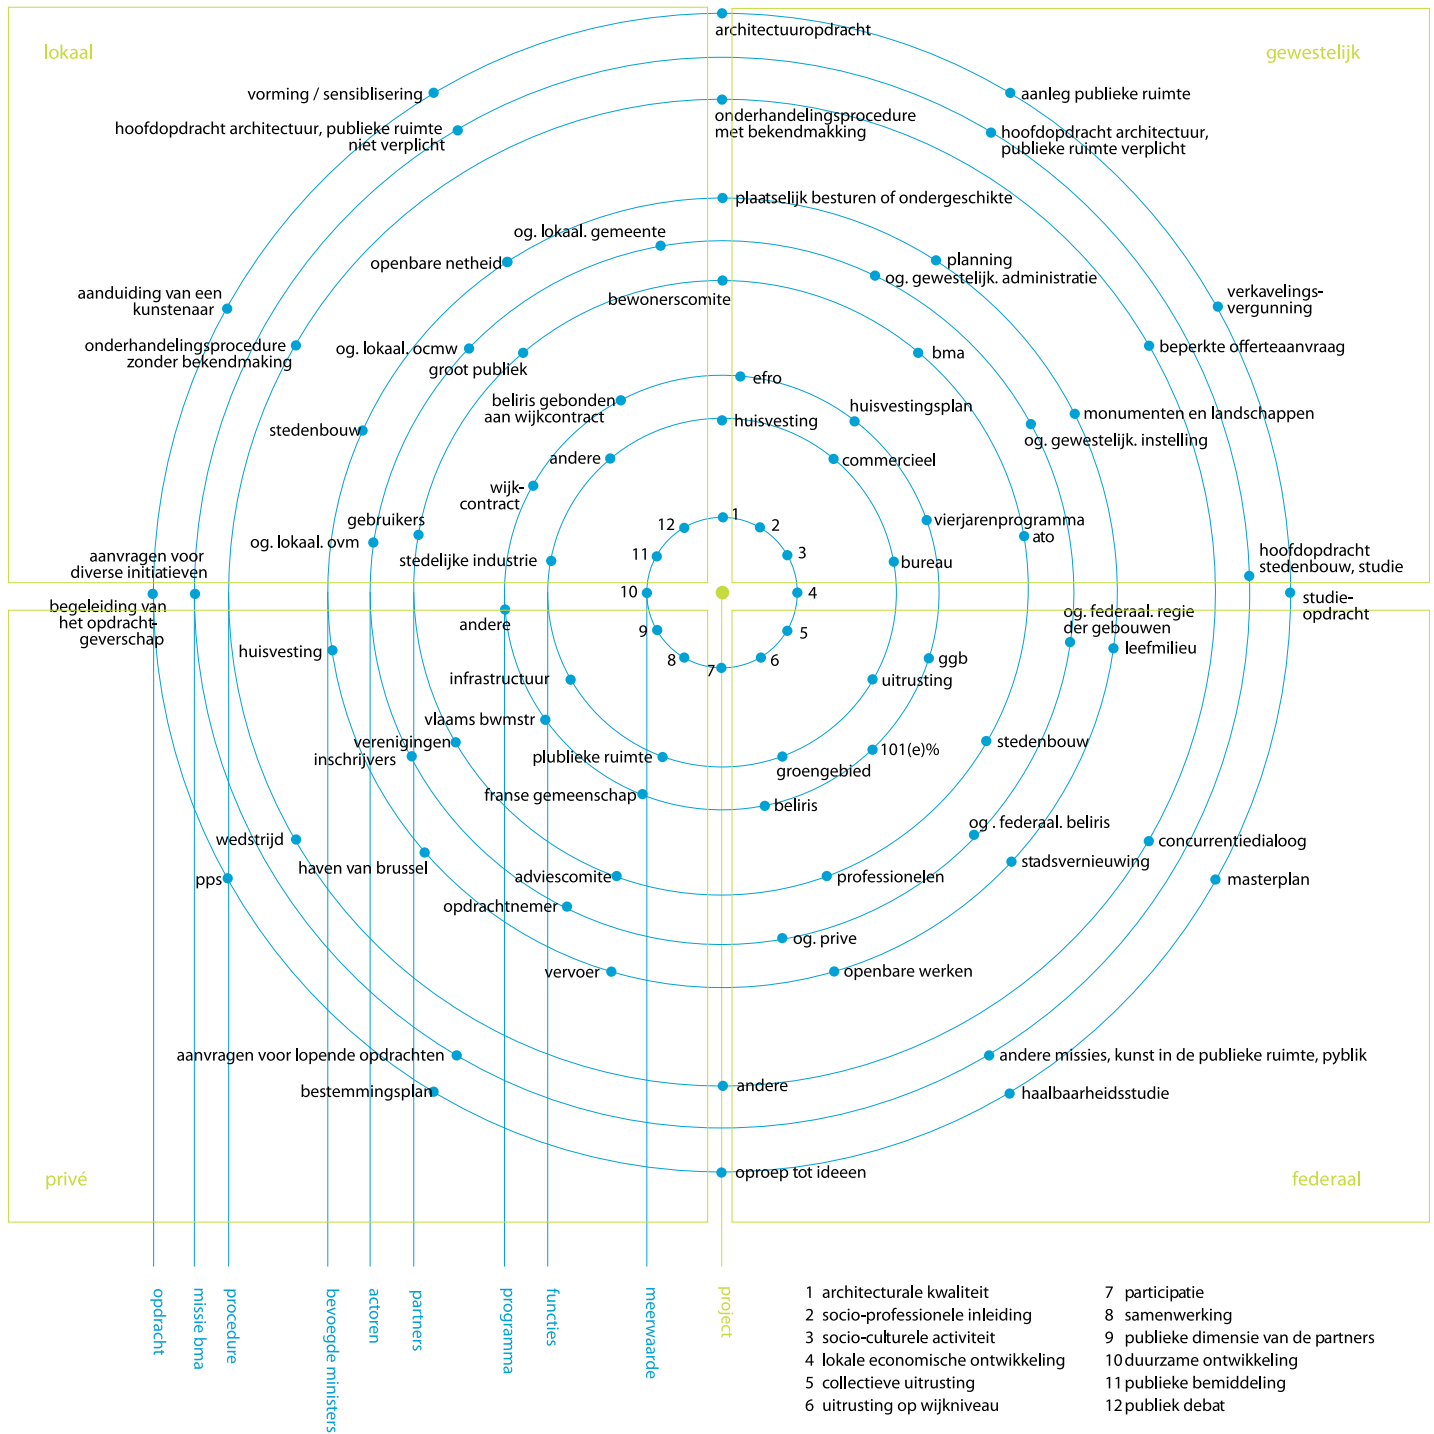 lokaal
gewestelijk
architectuuropdracht
vorming / sensiblisering
aanleg publieke ruimte
hoofdopdracht architectuur, publieke ruimte
niet verplicht
onderhandelingsprocedure
met bekendmakking
hoofdopdracht architectuur,
publieke ruimte verplicht
plaatselijk besturen of ondergeschikte
og. lokaal. gemeente
openbare netheid
planning
og. gewestelijk. administratie
bewonerscomite
aanduiding van een
kunstenaar
verkavelings-
vergunning
onderhandelingsprocedure
zonder bekendmaking
og. lokaal. ocmw
groot publiek
bma
beperkte offerteaanvraag
efro
beliris gebonden
aan wijkcontract
huisvestingsplan
monumenten en landschappen
huisvesting
stedenbouw
og. gewestelijk. instelling
andere
commercieel
wijk-
contract
gebruikers
vierjarenprogramma
ato
og. lokaal. ovm
stedelijke industrie
bureau
1
2
3
4
5
6
7
8
9
10
11
12
aanvragen voor
diverse initiatieven
hoofdopdracht
stedenbouw, studie
begeleiding van
het opdracht-
geverschap
andere
studie-
opdracht
og. federaal. regie
der gebouwen
leefmilieu
huisvesting
ggb
infrastructuur
uitrusting
vlaams bwmstr
verenigingen
inschrijvers
stedenbouw
101(e)%
plublieke ruimte
groengebied
franse gemeenschap
beliris
og. federaal. beliris
wedstrijd
concurrentiedialoog
haven van brussel
stadsvernieuwing
pps
adviescomite
professionelen
masterplan
opdrachtnemer
og. prive
vervoer
openbare werken
aanvragen voor lopende opdrachten
andere missies, kunst in de publieke ruimte, pyblik
bestemmingsplan
andere
haalbaarheidsstudie
oproep tot ideeen
privé
federaal
opdracht
missie bma
procedure
bevoegde ministers
actoren
partners
programma
functies
meerwaarde
project
1 architecturale kwaliteit
2 socio-professionele inleiding
3 socio-culturele activiteit
4 lokale economische ontwikkeling
5 collectieve uitrusting
6 uitrusting op wijkniveau
7 participatie
8 samenwerking
9 publieke dimensie van de partners
10 duurzame ontwikkeling
11 publieke bemiddeling
12 publiek debat